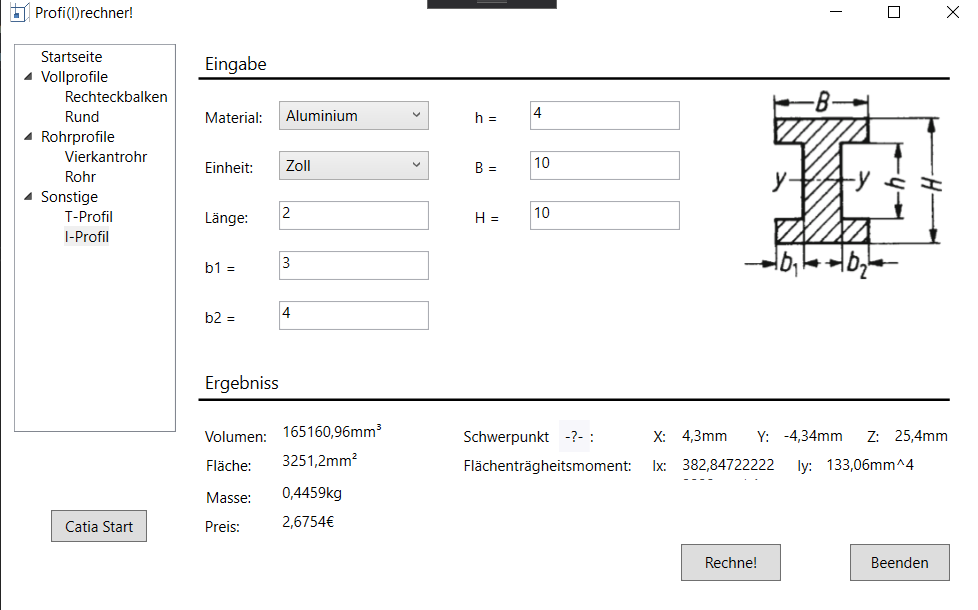 Profi(l)rechner!
Startseite
Vollprofile
Rechteckbalken
Rund
Rohrprofile
Vierkantrohr
Rohr
Sonstige
T-Profil
I-Profil
Catia Start
Eingabe
Material: Aluminium
Einheit: Zoll
Länge: 2
b1 = 3
b2 = 4
h = 4
B = 10
H = 10
B
y y h H
b1 b2
Ergebniss
Volumen: 165160,96mm³
Fläche: 3251,2mm²
Masse: 0,4459kg
Preis: 2,6754€
Schwerpunkt -?- : X: 4,3mm Y: -4,34mm Z: 25,4mm
Flächenträgheitsmoment: Ix: 382,84722222 Iy: 133,06mm^4
Rechne! Beenden